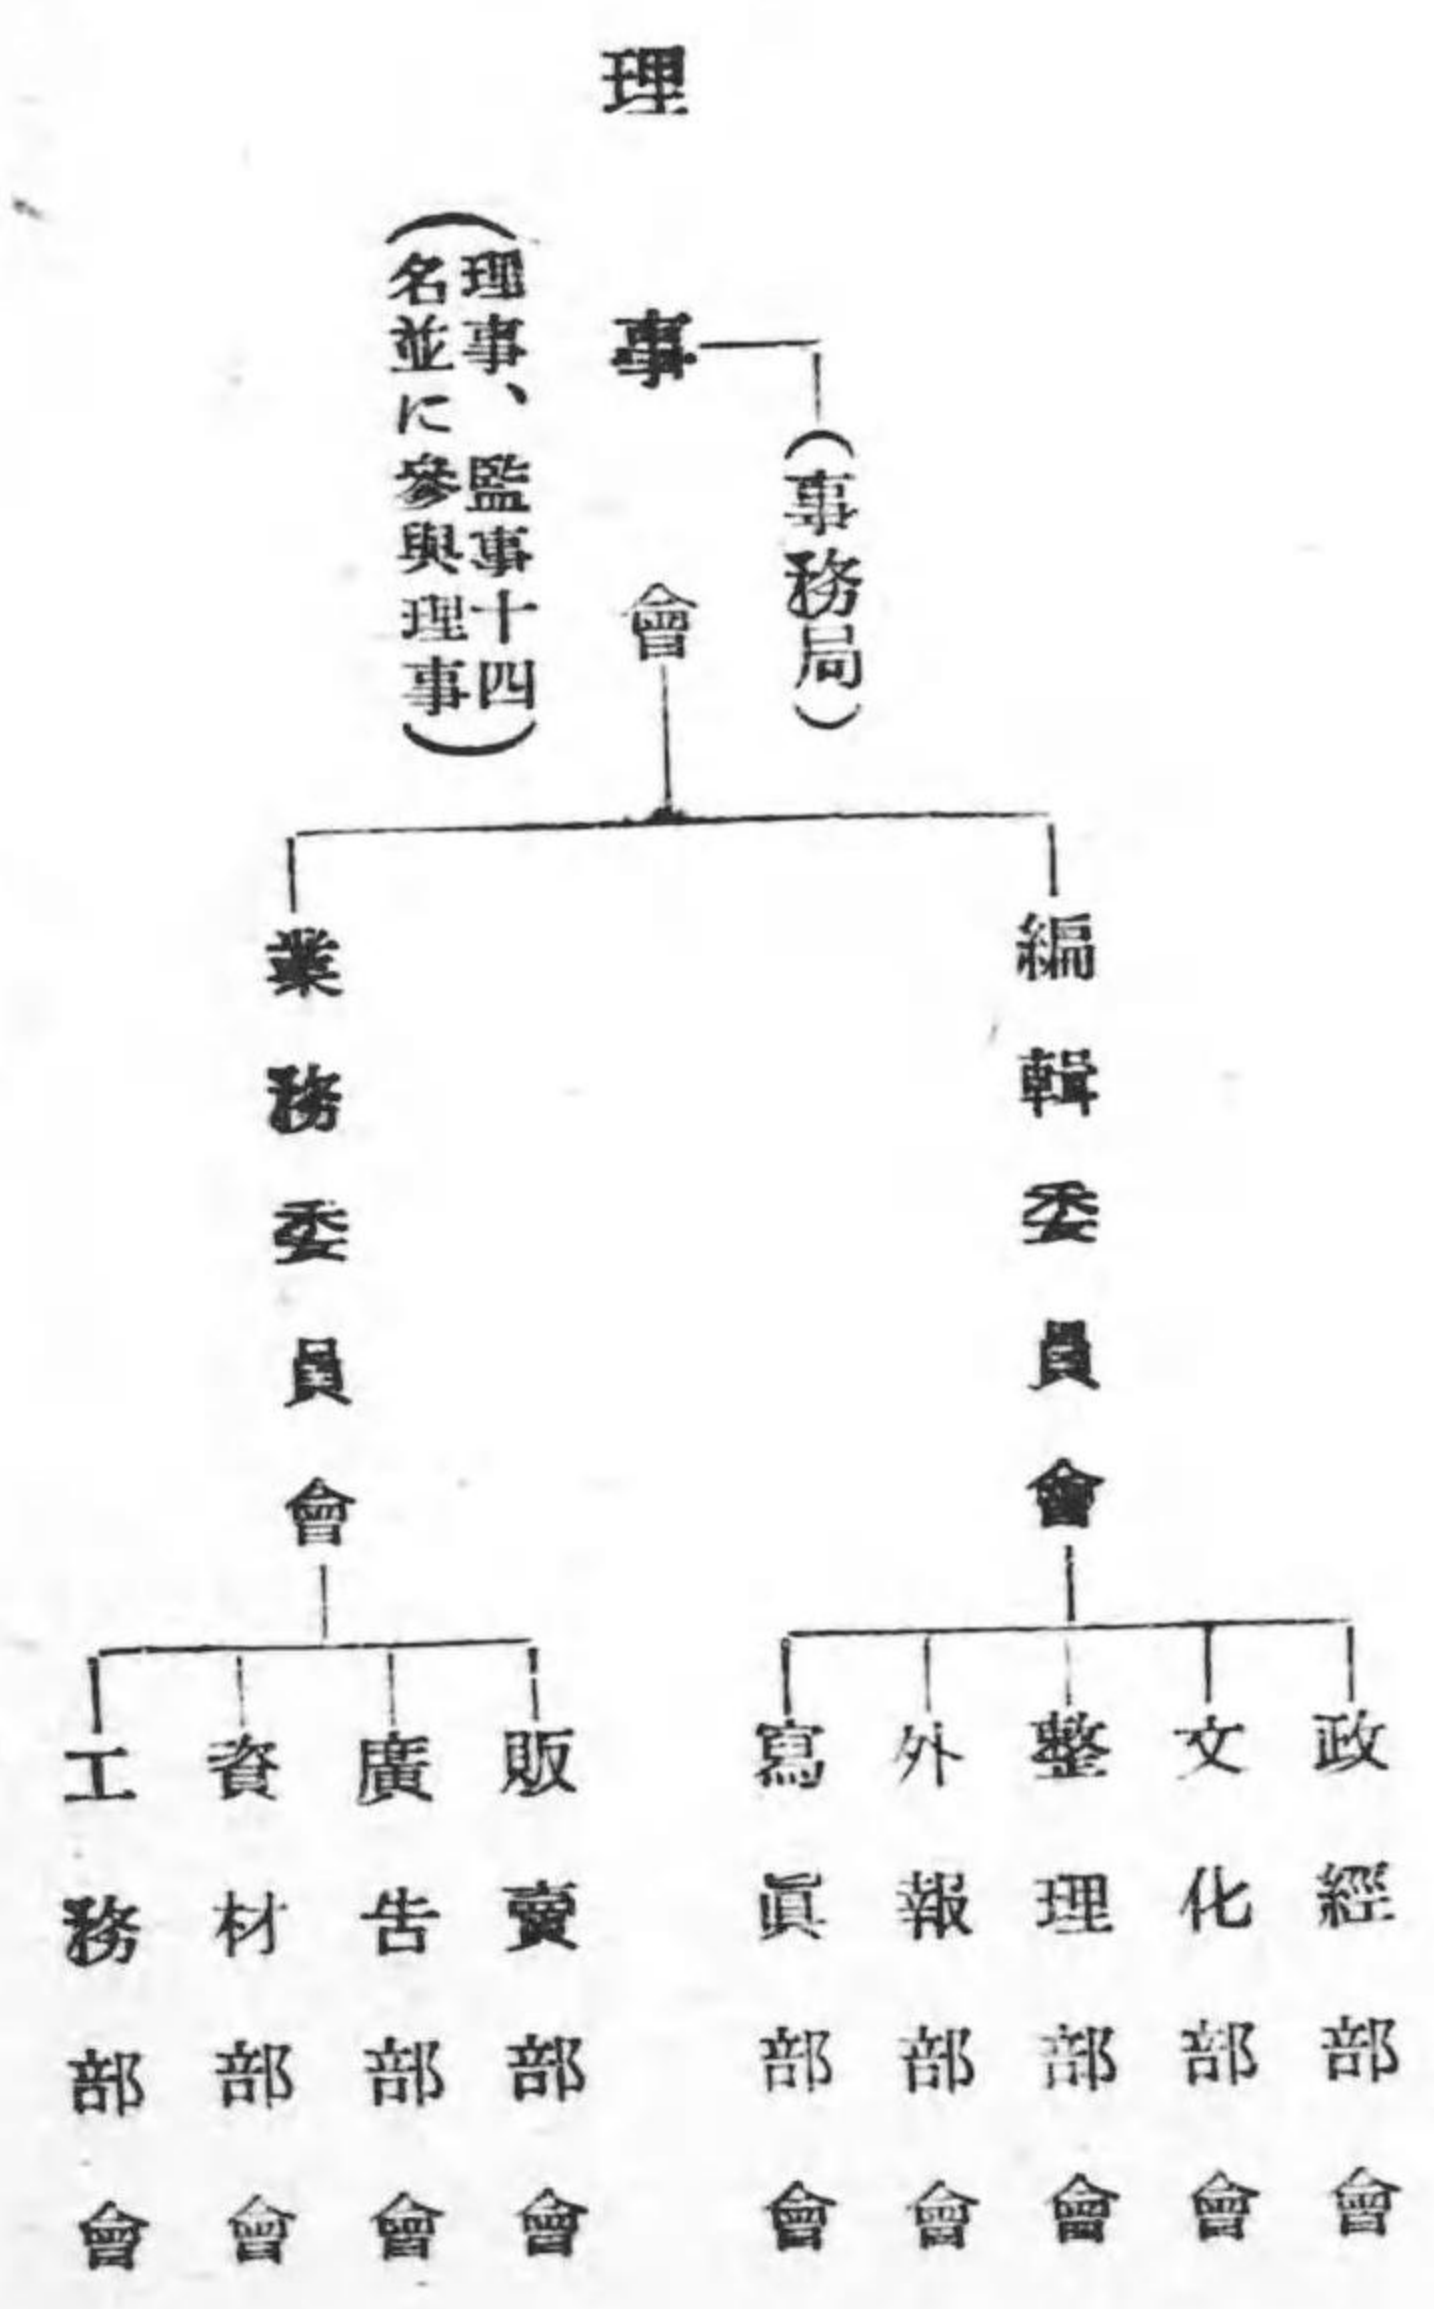 理事會
(事務局)
(理事、監事十四
名並に參與理事)
編輯委員會
政經部會
文化部會
整理部會
外報部會
寫眞部會
業務委員會
販賣部會
廣告部會
資材部會
工務部會